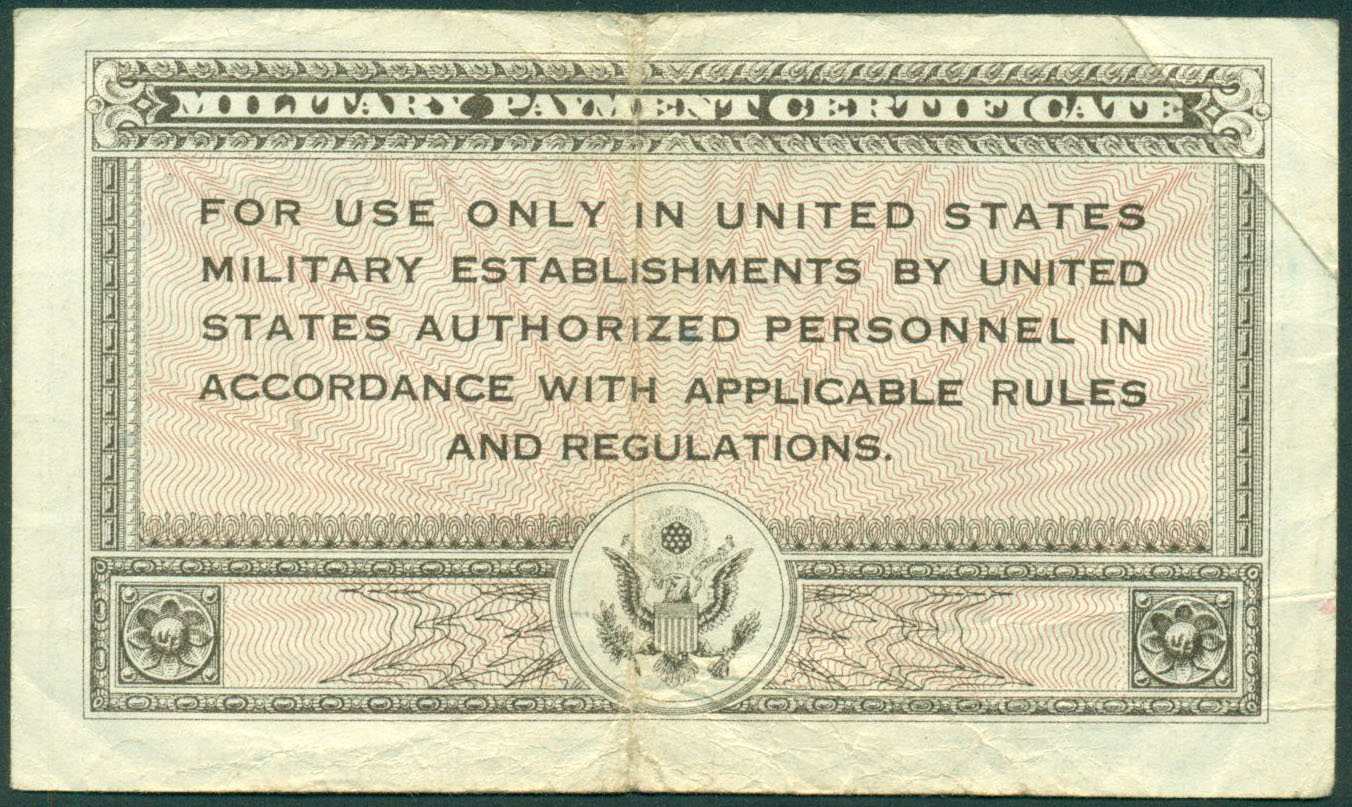 MILITARY PAYMENT CERTIFICATE
FOR USE ONLY IN UNITED STATES
MILITARY ESTABLISHMENTS BY UNITED
STATES AUTHORIZED PERSONNEL IN
ACCORDANCE WITH APPLICABLE RULES
AND REGULATIONS.